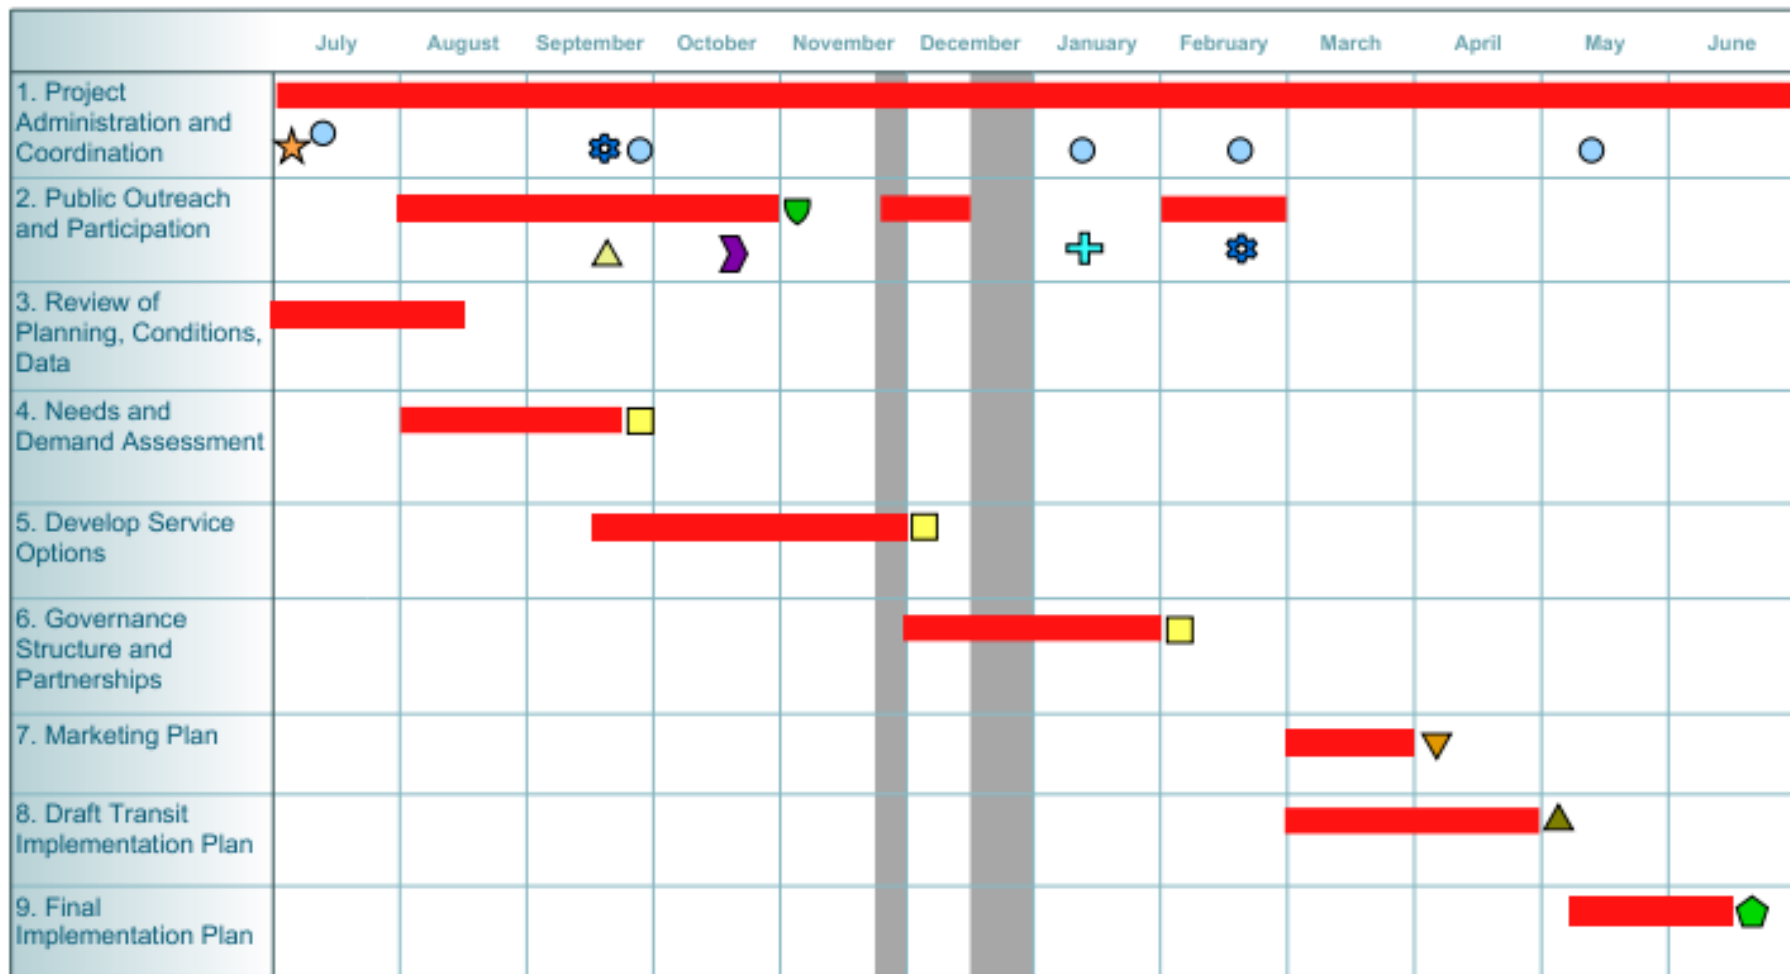 July August September October November December January February March April May June
1. Project
Administration and
Coordination
2. Public Outreach
and Participation
3. Review of
Planning, Conditions,
Data
4. Needs and
Demand Assessment
5. Develop Service
Options
6. Governance
Structure and
Partnerships
7. Marketing Plan
8. Draft Transit
Implementation Plan
9. Final
Implementation Plan